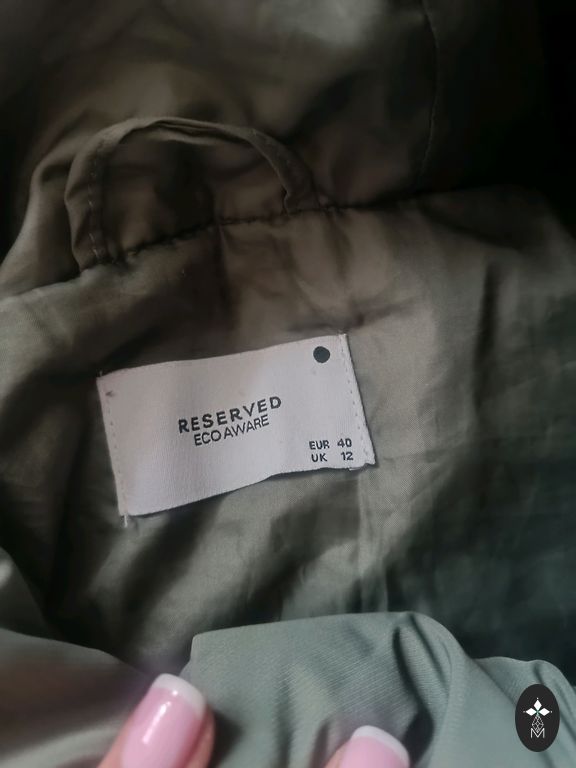 RESERVED
ECO AWARE
EUR 40
UK 12
M